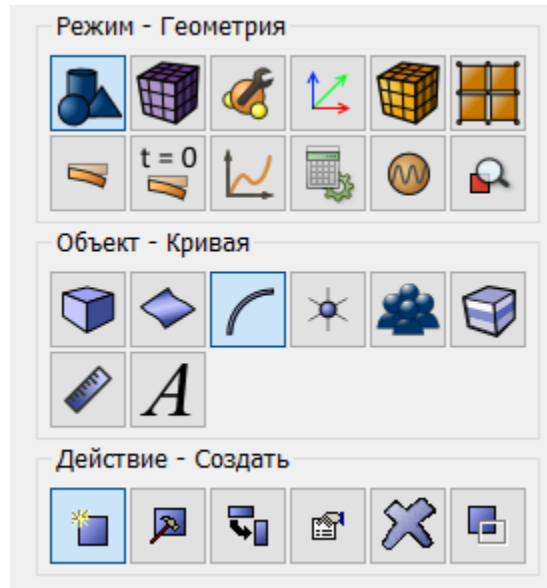 Режим - Геометрия
t = 0
Объект - Кривая
A
Действие - Создать